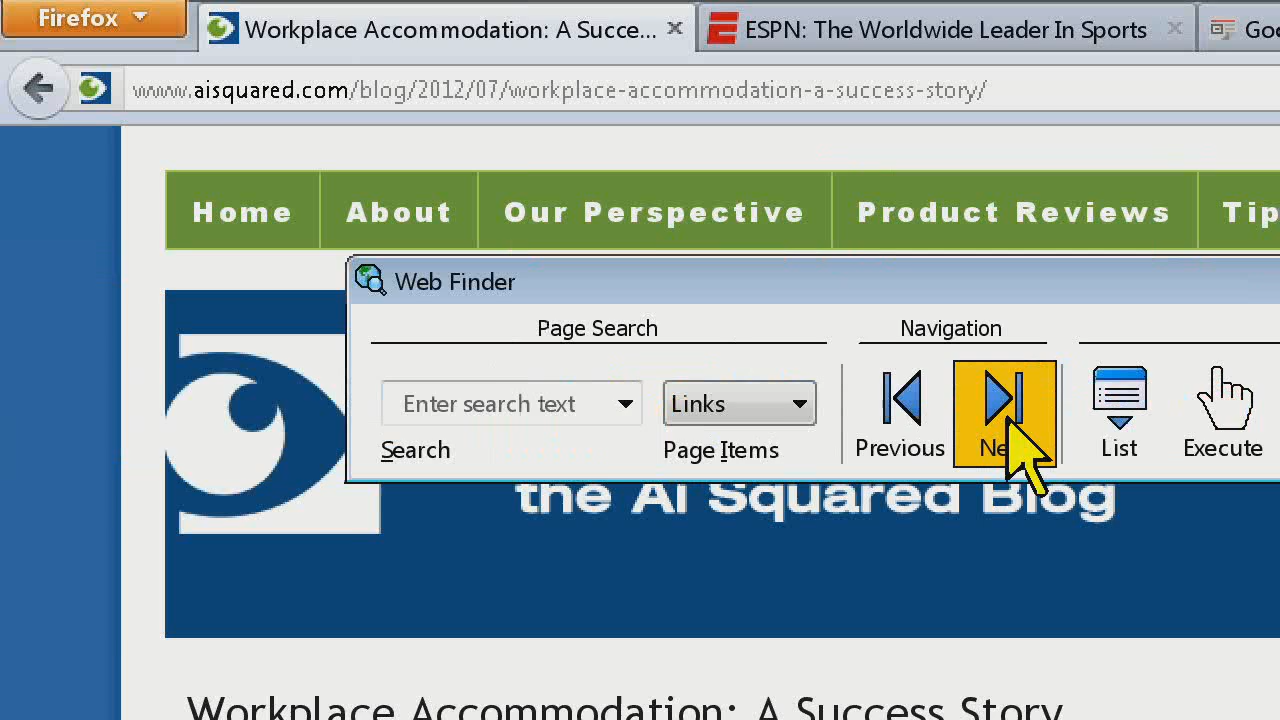 Firefox
Workplace Accommodation: A Succe...
ESPN: The Worldwide Leader In Sports
www.aisquared.com/blog/2012/07/workplace-accommodation-a-success-story/
Home About Our Perspective Product Reviews
Web Finder
Page Search Navigation
Enter search text Links
Search Page Items Previous List Execute
the Ai Squared Blog
Workplace Accommodation: A Success Story